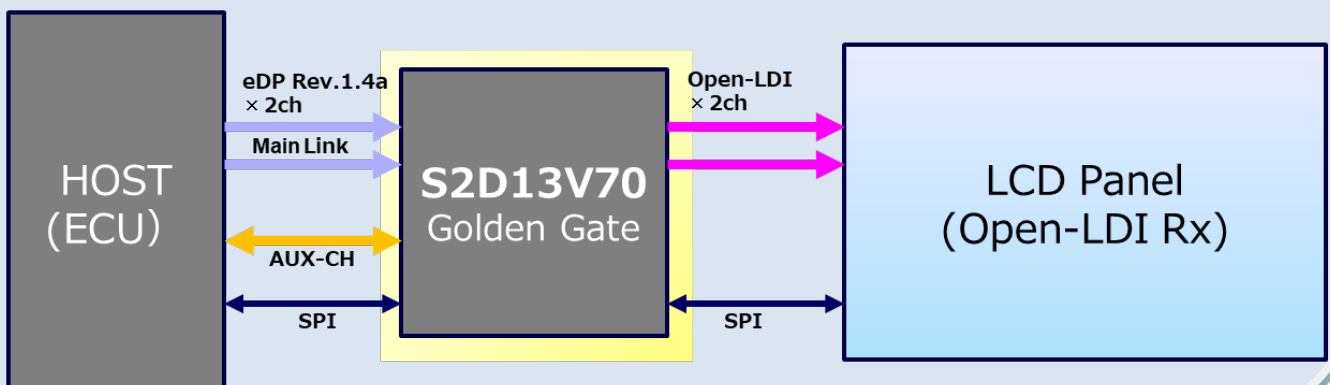 HOST
(ECU）
eDP Rev.1.4a
× 2ch
Main Link
AUX-CH
SPI
S2D13V70
Golden Gate
Open-LDI
× 2ch
SPI
LCD Panel
(Open-LDI Rx)